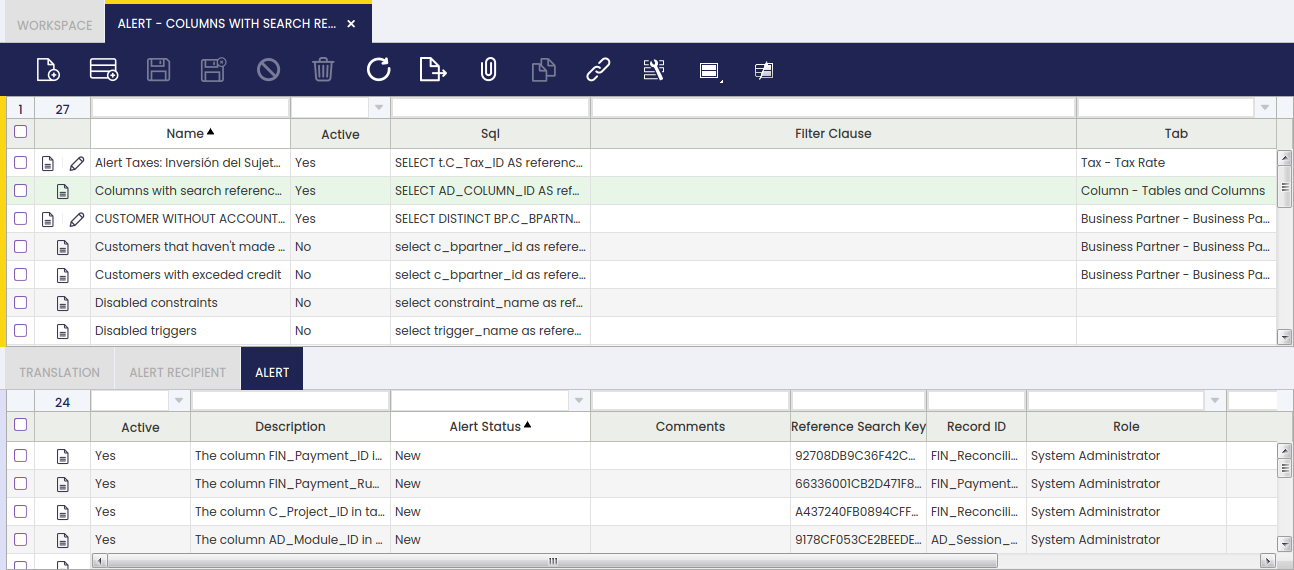 WORKSPACE ALERT - COLUMNS WITH SEARCH RE... ×
1 27
Name Active Sql Filter Clause Tab
Alert Taxes: Inversión del Sujet... Yes SELECT t.C_Tax_ID AS referenc... Tax - Tax Rate
Columns with search referenc... Yes SELECT AD_COLUMN_ID AS ref... Column - Tables and Columns
CUSTOMER WITHOUT ACCOUNT... Yes SELECT DISTINCT BP.C_BPARTN... Business Partner - Business Pa...
Customers that haven't made ... No select c_bpartner_id as refere... Business Partner - Business Pa...
Customers with exceded credit No select c_bpartner_id as refere... Business Partner - Business Pa...
Disabled constraints No select constraint_name as ref...
Disabled triggers No select trigger_name as refere...
TRANSLATION ALERT RECIPIENT ALERT
24
Active Description Alert Status Comments Reference Search Key Record ID Role
Yes The column FIN_Payment_ID i... New 92708DB9C36F42C... FIN_Reconcili... System Administrator
Yes The column FIN_Payment_Ru... New 66336001CB2D471F8... FIN_Payment... System Administrator
Yes The column C_Project_ID in ta... New A437240FB0894CFF... FIN_Reconcili... System Administrator
Yes The column AD_Module_ID in ... New 9178CF053CE2BEEDE... AD_Session_... System Administrator